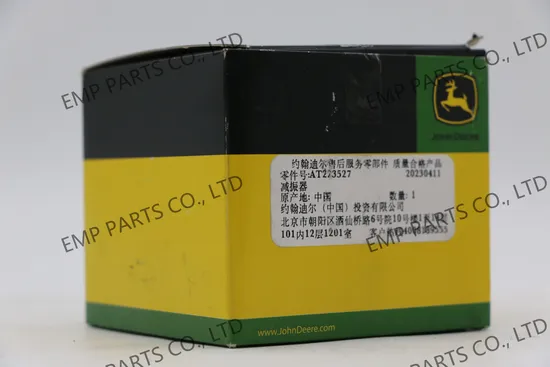 EMP PARTS CO., LTD
EMP PARTS CO., LTD
EMP PARTS CO., LTD
JOHN DEERE
约翰迪尔售后服务零部件 质量合格产品
零件号:AT223527 20230411
减振器
原产地: 中国 数量: 1
约翰迪尔 (中国) 投资有限公司
北京市朝阳区酒仙桥路6号院10号楼1
101内12层1201室
www.JohnDeere.com
EMP PARTS CO., LTD
EMP PARTS CO., LTD
EMP PARTS CO., LTD